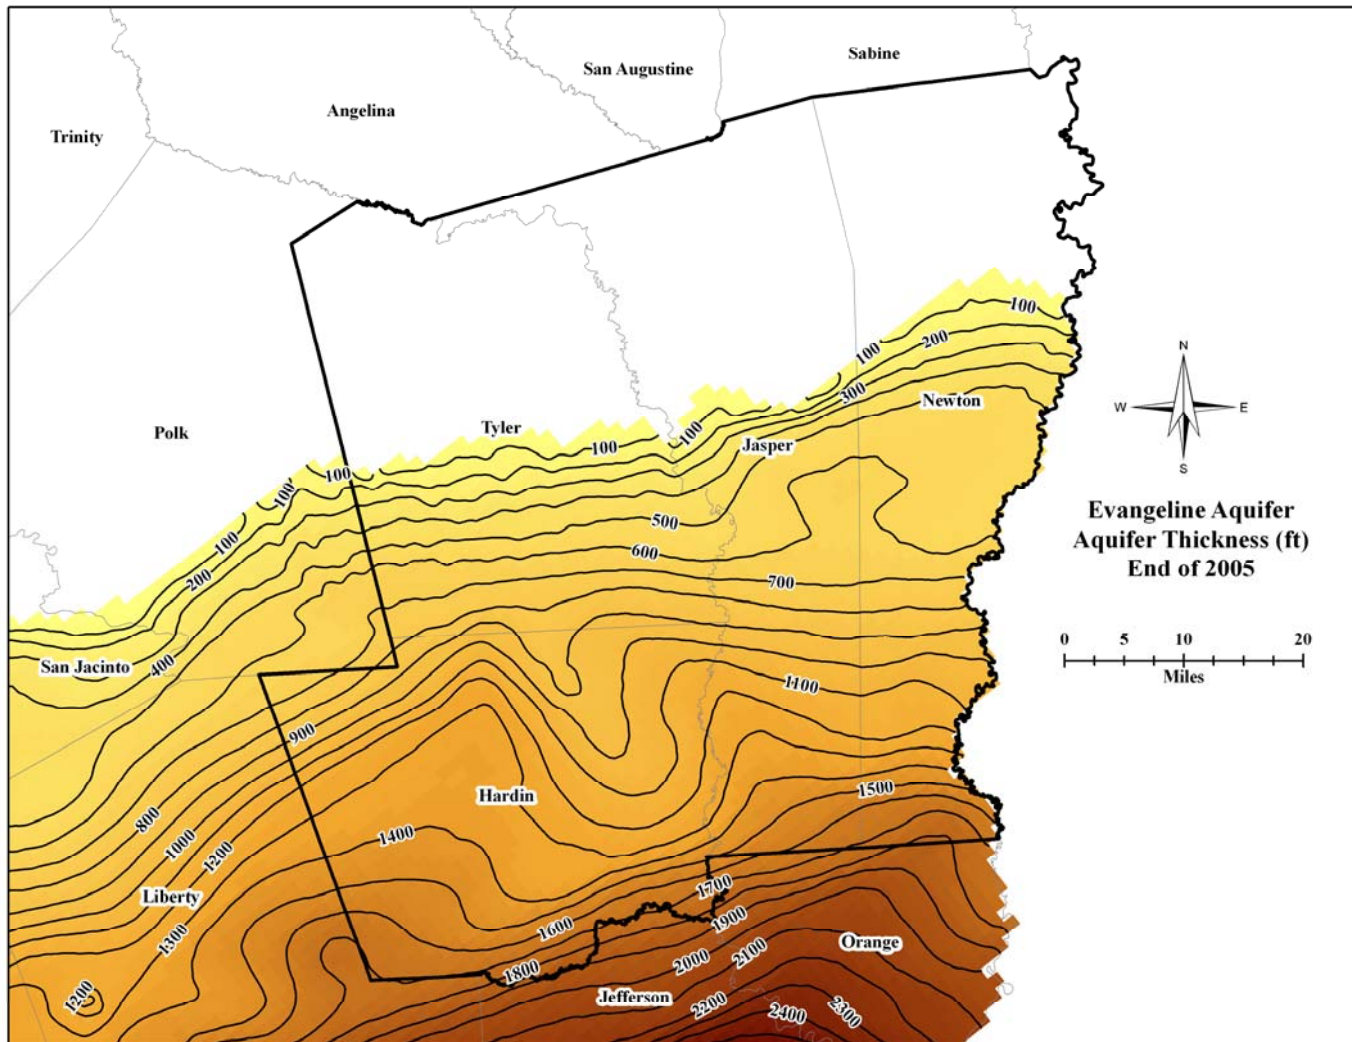 Sabine
San Augustine
Angelina
Trinity
100
200
100
N
300
Newton
W
E
Polk
Tyler
100
100
Jasper
S
100
100
500
Evangeline Aquifer
Aquifer Thickness (ft)
End of 2005
100
600
200
700
0 5 10 20
Miles
San Jacinto
400
1100
900
1500
Hardin
800
1400
1000
1200
1700
Liberty
1600
1900
1300
Orange
2100
2000
1800
1200
Jefferson
2200
2300
2400